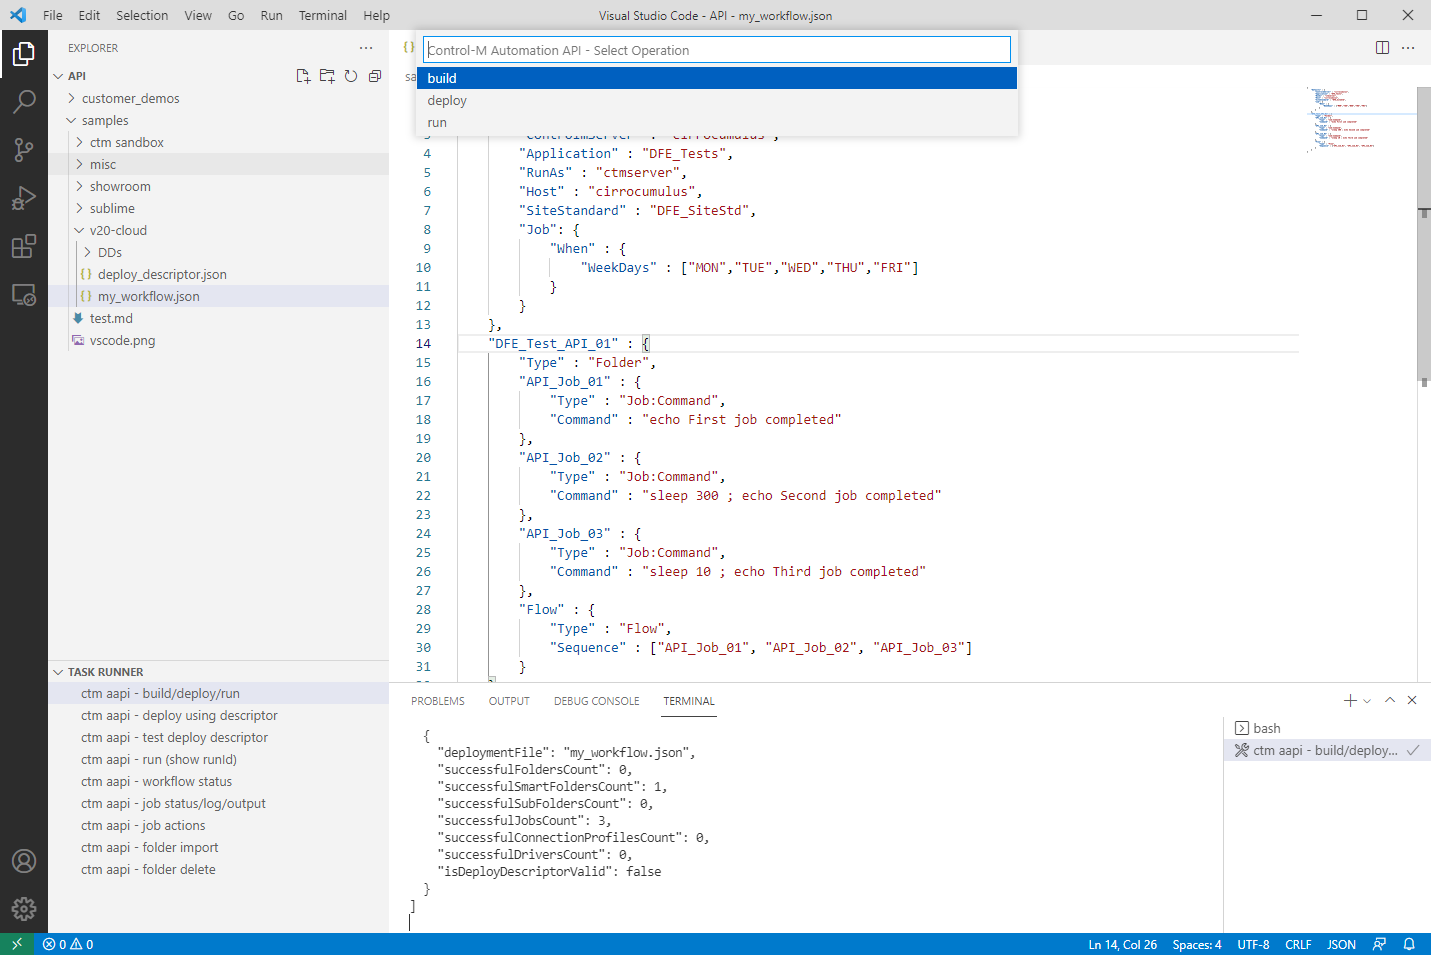 File Edit Selection View Go Run Terminal Help
Visual Studio Code - API - my_workflow.json
EXPLORER
API
customer_demos
samples
ctm sandbox
misc
showroom
sublime
v20-cloud
DDs
{} deploy_descriptor.json
{} my_workflow.json
test.md
vscode.png
TASK RUNNER
ctm aapi - build/deploy/run
ctm aapi - deploy using descriptor
ctm aapi - test deploy descriptor
ctm aapi - run (show runId)
ctm aapi - workflow status
ctm aapi - job status/log/output
ctm aapi - job actions
ctm aapi - folder import
ctm aapi - folder delete
{}
Control-M Automation API - Select Operation
build
deploy
run
sa
3 "ControlmServer" : "cirrocumulus",
4 "Application" : "DFE_Tests",
5 "RunAs" : "ctmserver",
6 "Host" : "cirrocumulus",
7 "SiteStandard" : "DFE_SiteStd",
8 "Job": {
9 "When" : {
10 "WeekDays" : ["MON","TUE","WED","THU","FRI"]
11 }
12 }
13 },
14 "DFE_Test_API_01" : {
15 "Type" : "Folder",
16 "API_Job_01" : {
17 "Type" : "Job:Command",
18 "Command" : "echo First job completed"
19 },
20 "API_Job_02" : {
21 "Type" : "Job:Command",
22 "Command" : "sleep 300 ; echo Second job completed"
23 },
24 "API_Job_03" : {
25 "Type" : "Job:Command",
26 "Command" : "sleep 10 ; echo Third job completed"
27 },
28 "Flow" : {
29 "Type" : "Flow",
30 "Sequence" : ["API_Job_01", "API_Job_02", "API_Job_03"]
31 }
PROBLEMS OUTPUT DEBUG CONSOLE TERMINAL
{
"deploymentFile": "my_workflow.json",
"successfulFoldersCount": 0,
"successfulSmartFoldersCount": 1,
"successfulSubFoldersCount": 0,
"successfulJobsCount": 3,
"successfulConnectionProfilesCount": 0,
"successfulDriversCount": 0,
"isDeployDescriptorValid": false
}
]
bash
ctm aapi - build/deploy...
0 0
Ln 14, Col 26 Spaces: 4 UTF-8 CRLF JSON